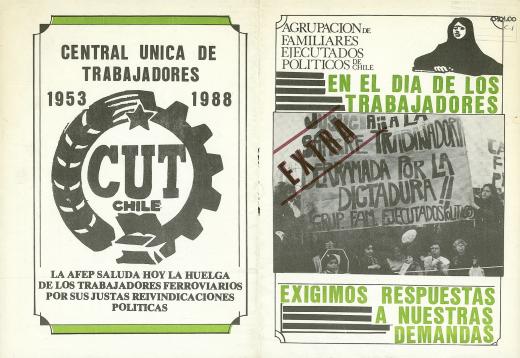 CENTRAL UNICA DE
TRABAJADORES
1953 1988
CUT
CHILE
LA AFEP SALUDA HOY LA HUELGA
DE LOS TRABAJADORES FERROVIARIOS
POR SUS JUSTAS REIVINDICACIONES
POLITICAS
AGRUPACION DE
FAMILIARES
EJECUTADOS
POLITICOS DE CHILE
EN EL DIA DE LOS
TRABAJADORES
EXTRA
¡¡A LA
DERRAMADA POR LA
DICTADURA!!
EXIGIMOS RESPUESTAS
A NUESTRAS
DEMANDAS